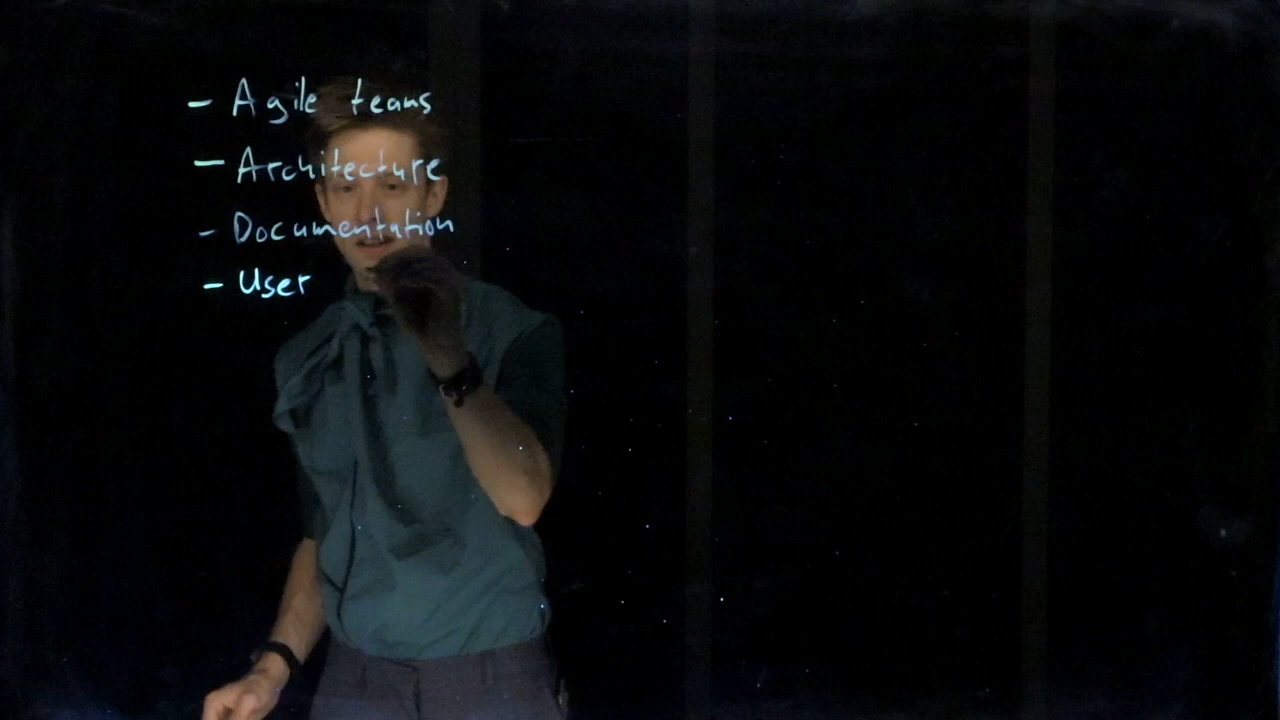 - Agile teams
- Architecture
- Documentation
- User